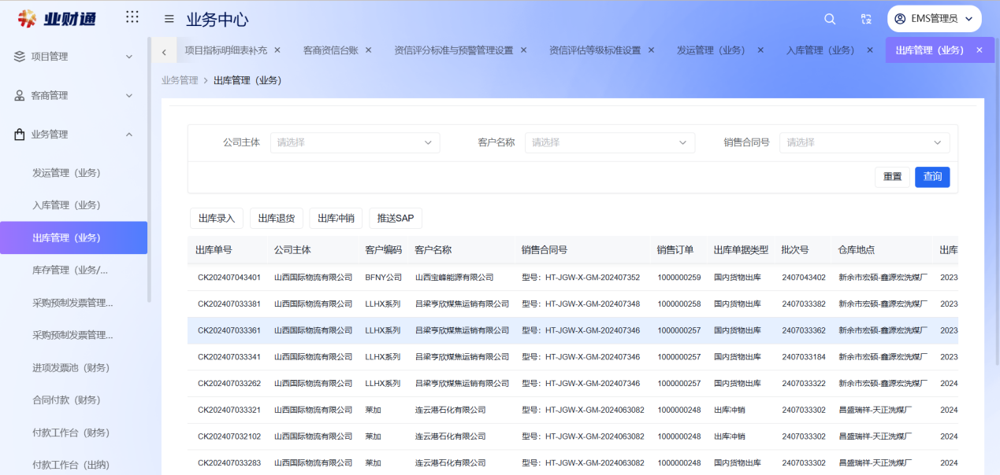 业财通 业务中心 EMS管理员
项目指标明细表补充 × 客商资信台账 × 资信评分标准与预警管理设置 × 资信评估等级标准设置 × 发运管理（业务） × 入库管理（业务） × 出库管理（业务） ×
业务管理 > 出库管理（业务）
项目管理
客商管理
业务管理
发运管理（业务）
入库管理（业务）
出库管理（业务）
库存管理（业务/...
采购预制发票管理...
采购预制发票管理...
进项发票池（财务）
合同付款（财务）
付款工作台（财务）
付款工作台（出纳）
公司主体 请选择 客户名称 请选择 销售合同号 请选择
重置 查询
出库录入 出库退货 出库冲销 推送SAP
出库单号 公司主体 客户编码 客户名称 销售合同号 销售订单 出库单据类型 批次号 仓库地点 出库
CK202407043401 山西国际物流有限公司 BFNY公司 山西宝峰能源有限公司 型号：HT-JGW-X-GM-202407352 1000000259 国内货物出库 2407043402 新余市宏硕-鑫源宏洗煤厂 2023
CK202407033381 山西国际物流有限公司 LLHX系列 吕梁亨欣煤焦运销有限公司 型号：HT-JGW-X-GM-202407348 1000000258 国内货物出库 2407033382 新余市宏硕-鑫源宏洗煤厂 2023
CK202407033361 山西国际物流有限公司 LLHX系列 吕梁亨欣煤焦运销有限公司 型号：HT-JGW-X-GM-202407346 1000000257 国内货物出库 2407033362 新余市宏硕-鑫源宏洗煤厂 2023
CK202407033341 山西国际物流有限公司 LLHX系列 吕梁亨欣煤焦运销有限公司 型号：HT-JGW-X-GM-202407346 1000000257 国内货物出库 2407033184 新余市宏硕-鑫源宏洗煤厂 2023
CK202407033262 山西国际物流有限公司 LLHX系列 吕梁亨欣煤焦运销有限公司 型号：HT-JGW-X-GM-202407346 1000000257 国内货物出库 2407033322 新余市宏硕-鑫源宏洗煤厂 2024
CK202407033321 山西国际物流有限公司 莱加 连云港石化有限公司 型号：HT-JGW-X-GM-2024063082 1000000248 出库冲销 2407033302 昌盛瑞祥-天正洗煤厂 2024
CK202407032102 山西国际物流有限公司 莱加 连云港石化有限公司 型号：HT-JGW-X-GM-2024063082 1000000248 出库冲销 2407033302 昌盛瑞祥-天正洗煤厂 2024
CK202407033283 山西国际物流有限公司 莱加 连云港石化有限公司 型号：HT-JGW-X-GM-2024063082 1000000248 国内货物出库 2407033302 昌盛瑞祥-天正洗煤厂 2024